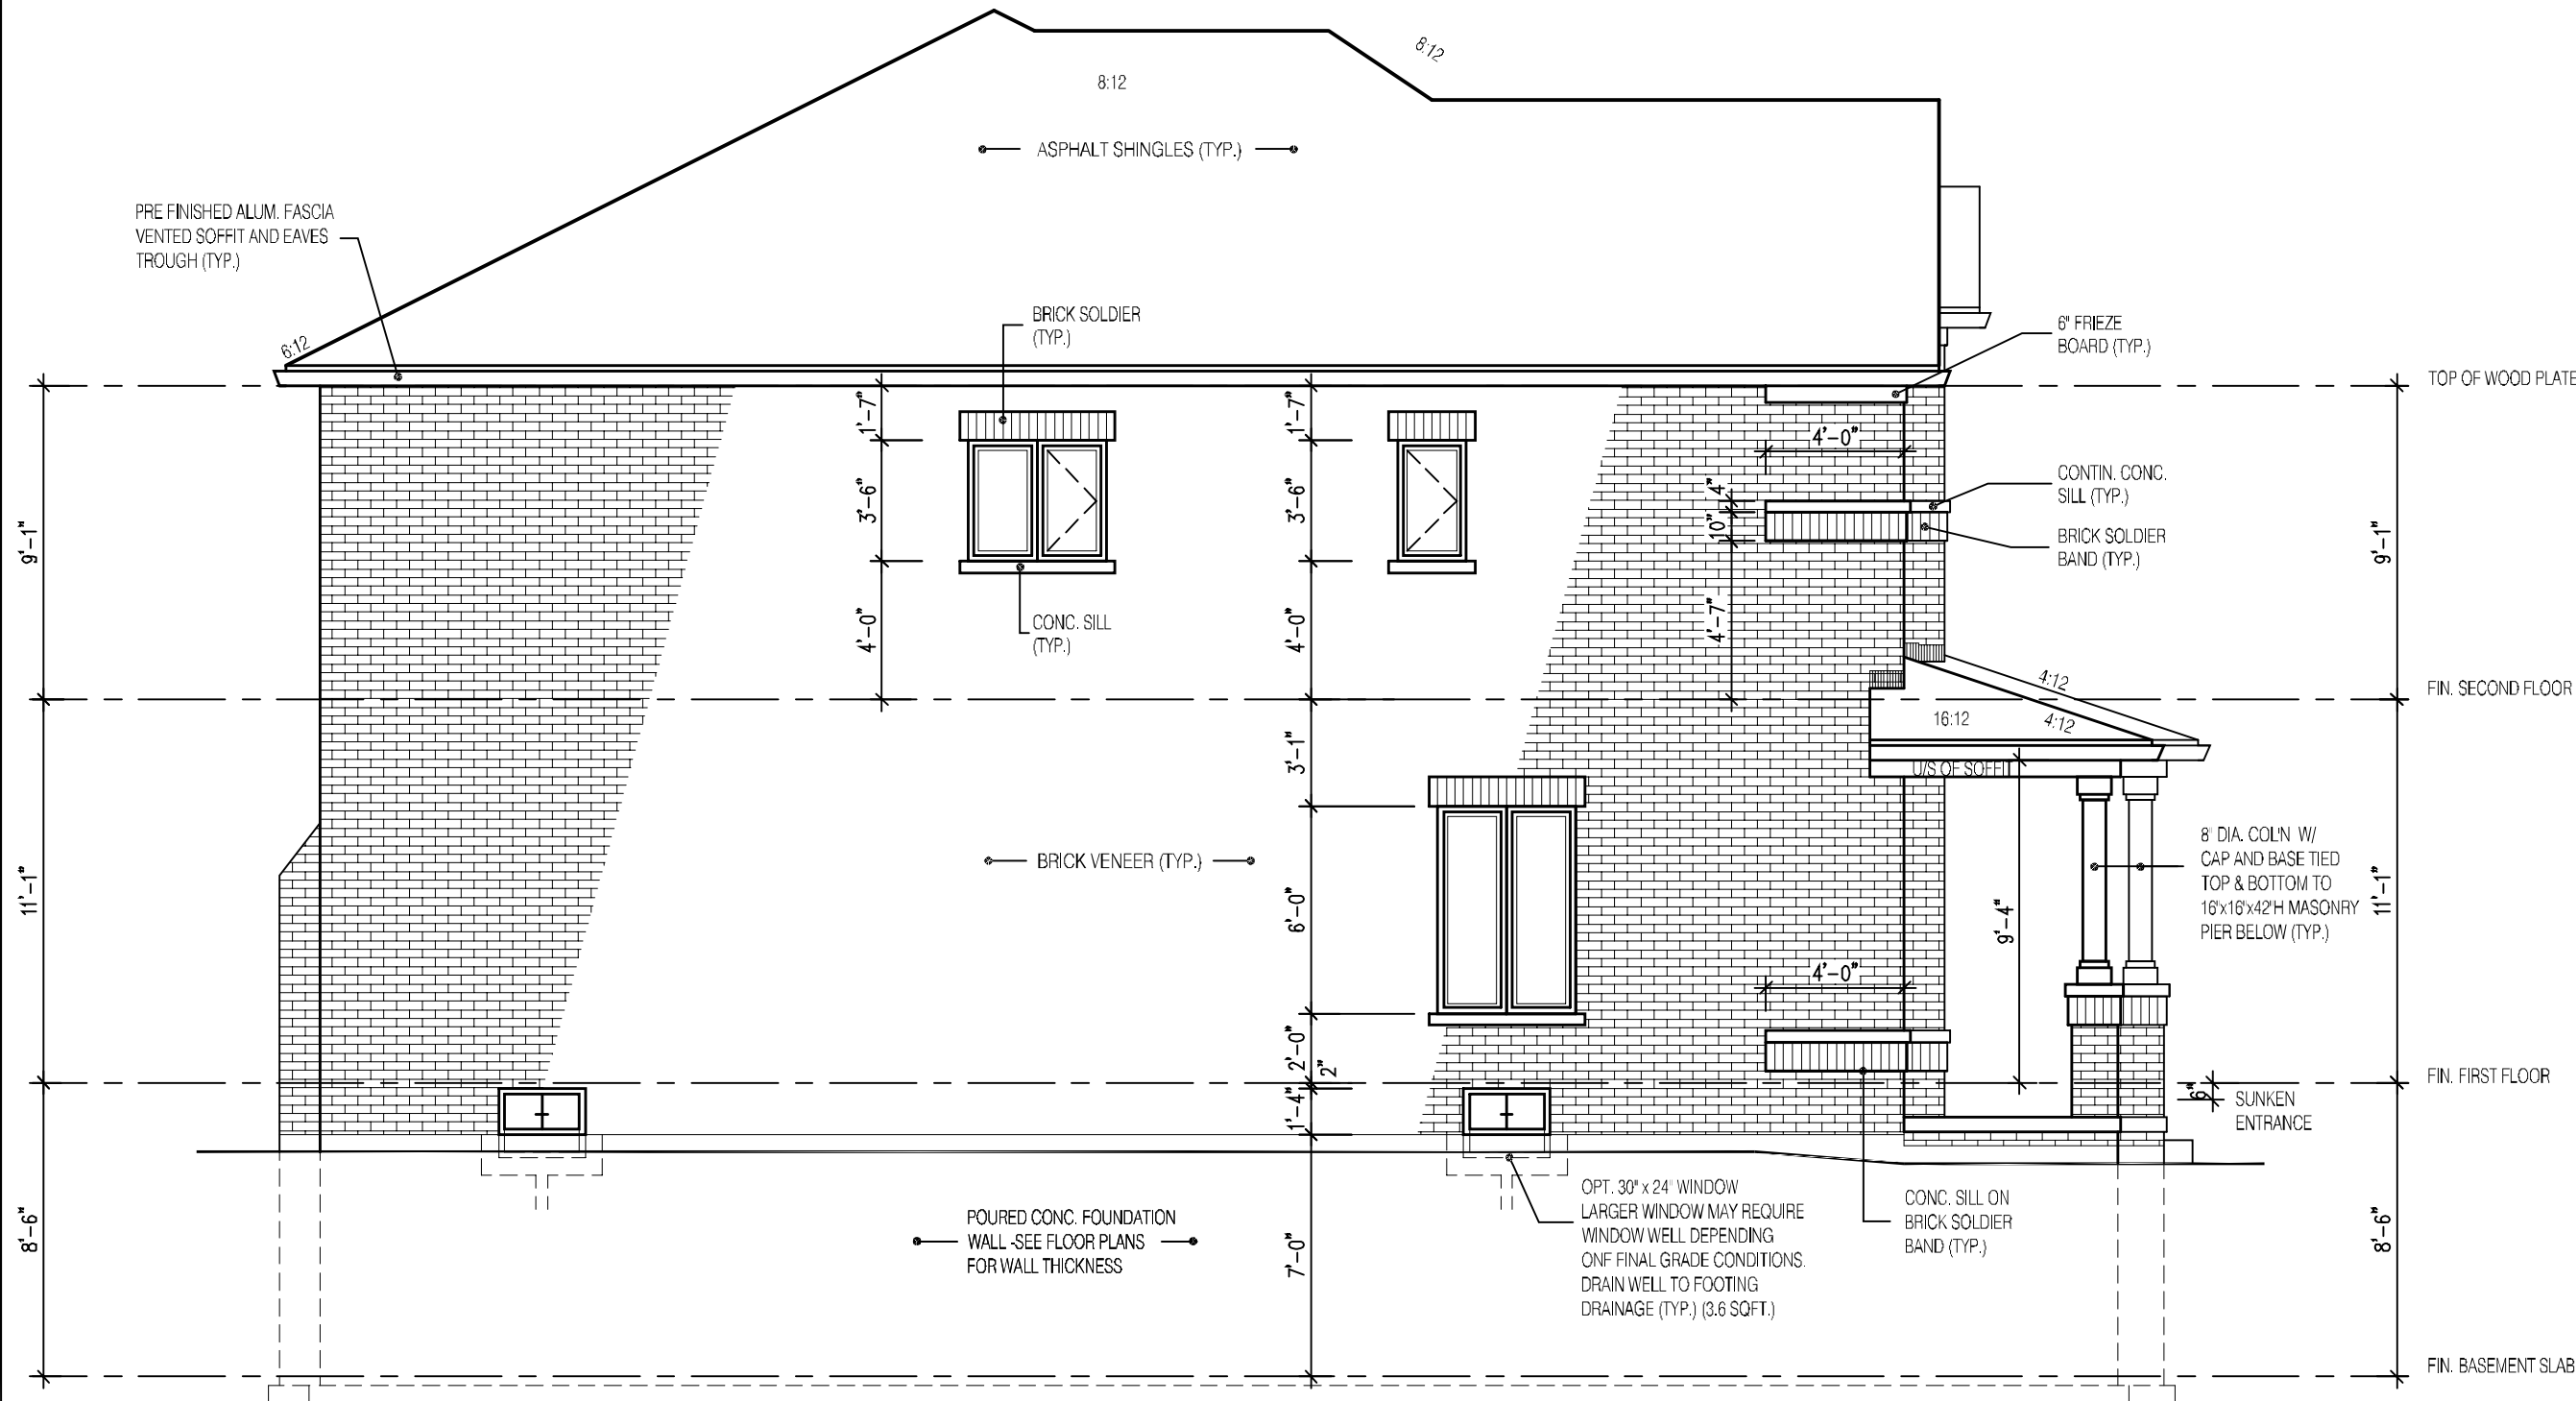 8:12
8:12
ASPHALT SHINGLES (TYP.)
PRE FINISHED ALUM. FASCIA
VENTED SOFFIT AND EAVES
TROUGH (TYP.)
6:12
BRICK SOLDIER
(TYP.)
6" FRIEZE
BOARD (TYP.)
TOP OF WOOD PLATE
1'-7"
1'-7"
4'-0"
CONTIN. CONC.
SILL (TYP.)
3'-6"
3'-6"
4"
10"
BRICK SOLDIER
BAND (TYP.)
9'-1"
9'-1"
CONC. SILL
(TYP.)
4'-0"
4'-0"
4'-7"
4:12
FIN. SECOND FLOOR
16:12
4:12
3'-1"
U/S OF SOFFIT
BRICK VENEER (TYP.)
8" DIA. COL'N W/
CAP AND BASE TIED
TOP & BOTTOM TO
16"x16"x42"H MASONRY
PIER BELOW (TYP.)
11'-1"
11'-1"
6'-0"
9'-4"
4'-0"
2'-0"
2"
FIN. FIRST FLOOR
6"
SUNKEN
ENTRANCE
1'-4"
OPT. 30" x 24" WINDOW
LARGER WINDOW MAY REQUIRE
WINDOW WELL DEPENDING
ONF FINAL GRADE CONDITIONS.
DRAIN WELL TO FOOTING
DRAINAGE (TYP.) (3.6 SQFT.)
CONC. SILL ON
BRICK SOLDIER
BAND (TYP.)
POURED CONC. FOUNDATION
WALL -SEE FLOOR PLANS
FOR WALL THICKNESS
8'-6"
7'-0"
8'-6"
FIN. BASEMENT SLAB